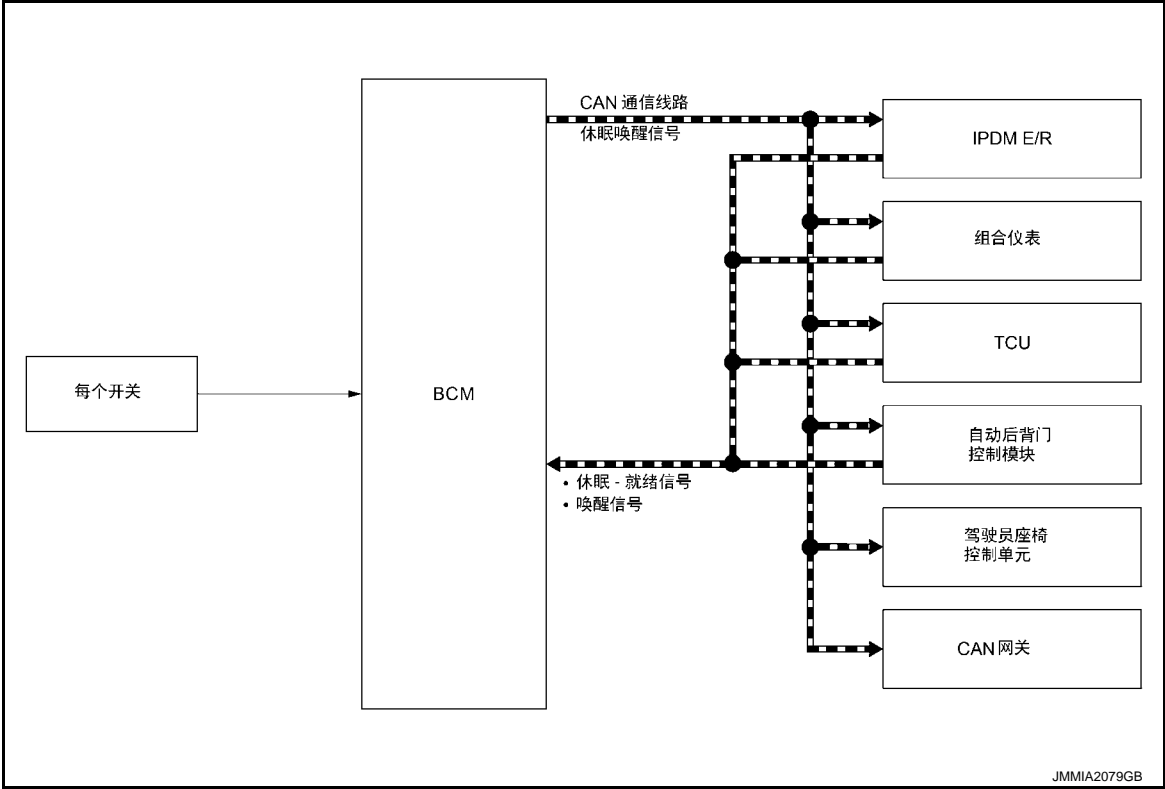 CAN 通信线路
休眠唤醒信号
IPDM E/R
组合仪表
TCU
每个开关
BCM
自动后背门
控制模块
• 休眠 - 就绪信号
• 唤醒信号
驾驶员座椅
控制单元
CAN 网关
JMMIA2079GB